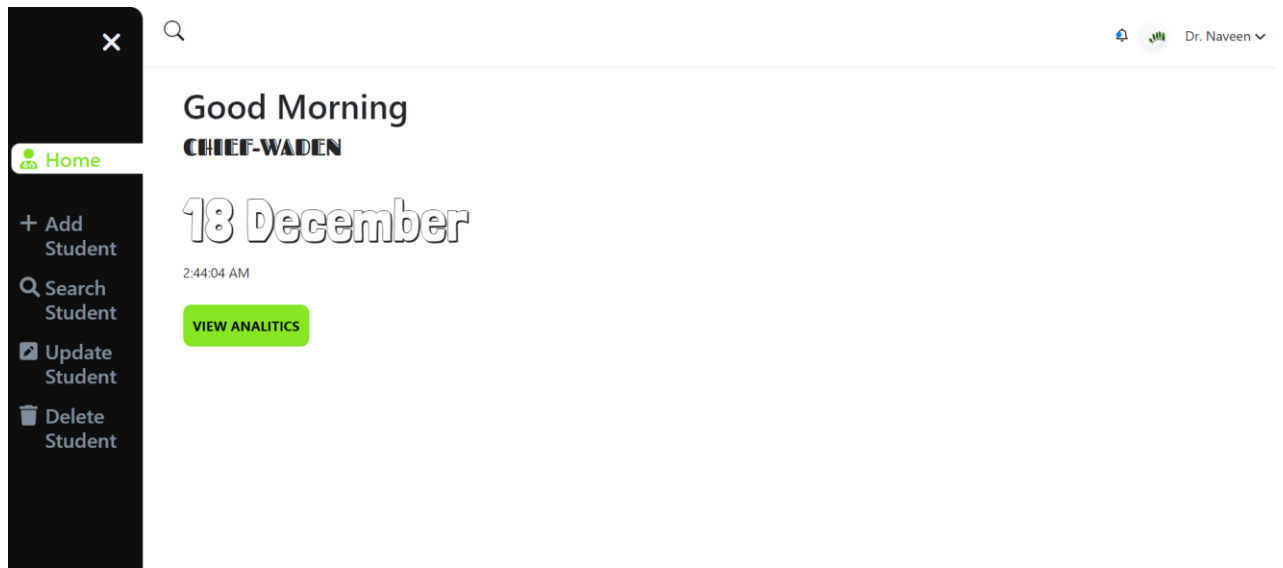 Dr. Naveen
Good Morning
CHIEF-WADEN
Home
18 December
Add
Student
2:44:04 AM
Search
Student
VIEW ANALITICS
Update
Student
Delete
Student